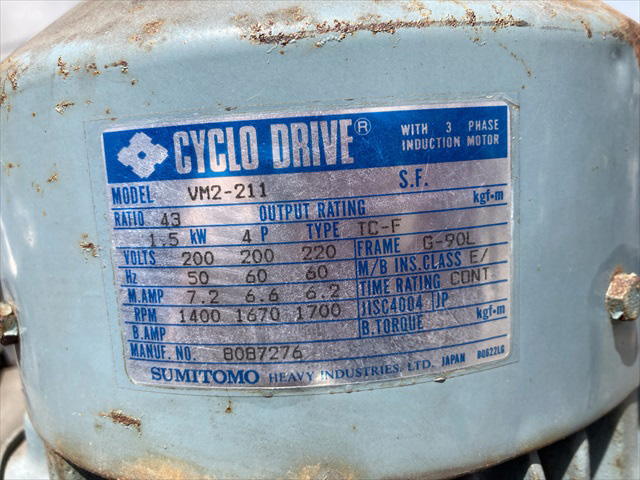 CYCLO DRIVE®
WITH 3 PHASE
INDUCTION MOTOR
MODEL VM2-211 S.F.
RATIO 43 OUTPUT RATING kgf•m
1.5 kW 4 P TYPE TC-F
VOLTS 200 200 220 FRAME G-90L
Hz 50 60 60 M/B INS.CLASS E/
M.AMP 7.2 6.6 6.2 TIME RATING CONT
RPM 1400 1670 1700 JISC4004 IP
B.AMP B.TORQUE kgf•m
MANUF. NO. 8087276
SUMITOMO HEAVY INDUSTRIES, LTD. JAPAN 80622LG